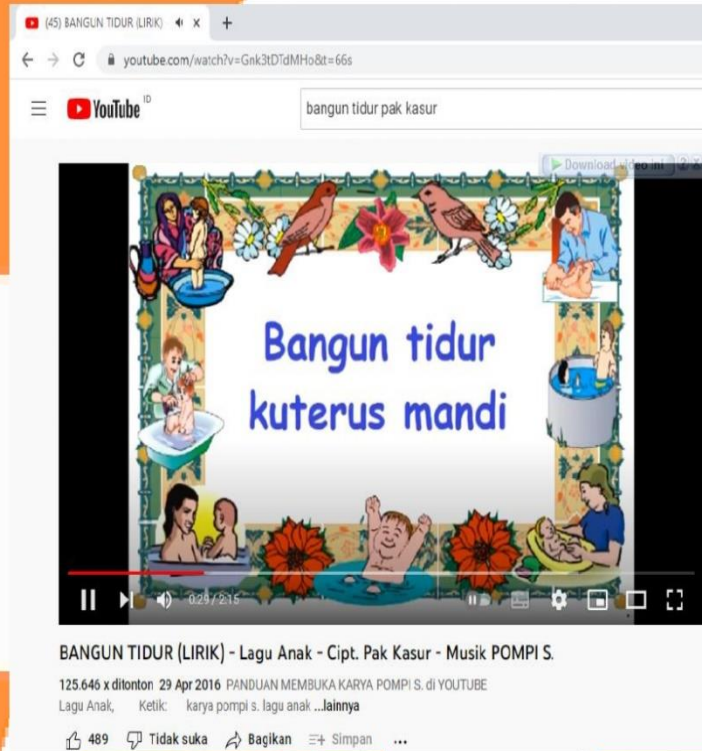 (45) BANGUN TIDUR (LIRIK)
youtube.com/watch?v=Gnk3tDTdMHo&t=66s
YouTube ID
bangun tidur pak kasur
Download video ini
Bangun tidur
kuterus mandi
0:29 / 2:15
BANGUN TIDUR (LIRIK) - Lagu Anak - Cipt. Pak Kasur - Musik POMPI S.
125.646 x ditonton 29 Apr 2016 PANDUAN MEMBUKA KARYA POMPI S. di YOUTUBE
Lagu Anak, Ketik: karya pompi s. lagu anak ...lainnya
489 Tidak suka Bagikan Simpan ...